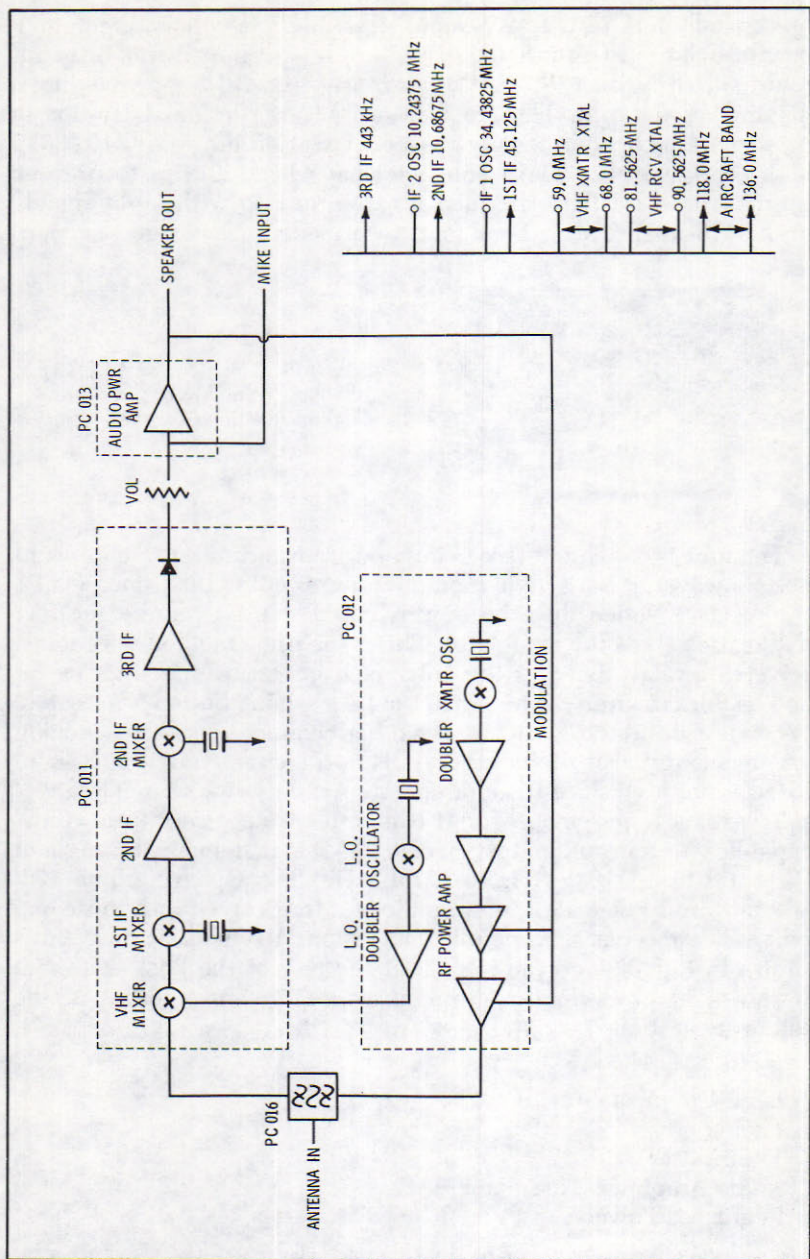 PC 011
VHF
MIXER
1ST IF
MIXER
2ND IF
2ND IF
MIXER
3RD IF
VOL
PC 013
AUDIO PWR
AMP
SPEAKER OUT
MIKE INPUT
ANTENNA IN
PC 016
L.O.
DOUBLER
L.O.
OSCILLATOR
PC 012
RF POWER AMP
DOUBLER
XMTR OSC
MODULATION
3RD IF 443 kHz
IF 2 OSC 10.24375 MHz
2ND IF 10.68675 MHz
IF 1 OSC 34.43825 MHz
1ST IF 45.125 MHz
59.0 MHz
VHF XMTR XTAL
68.0 MHz
81.5625 MHz
VHF RCV XTAL
90.5625 MHz
118.0 MHz
AIRCRAFT BAND
136.0 MHz